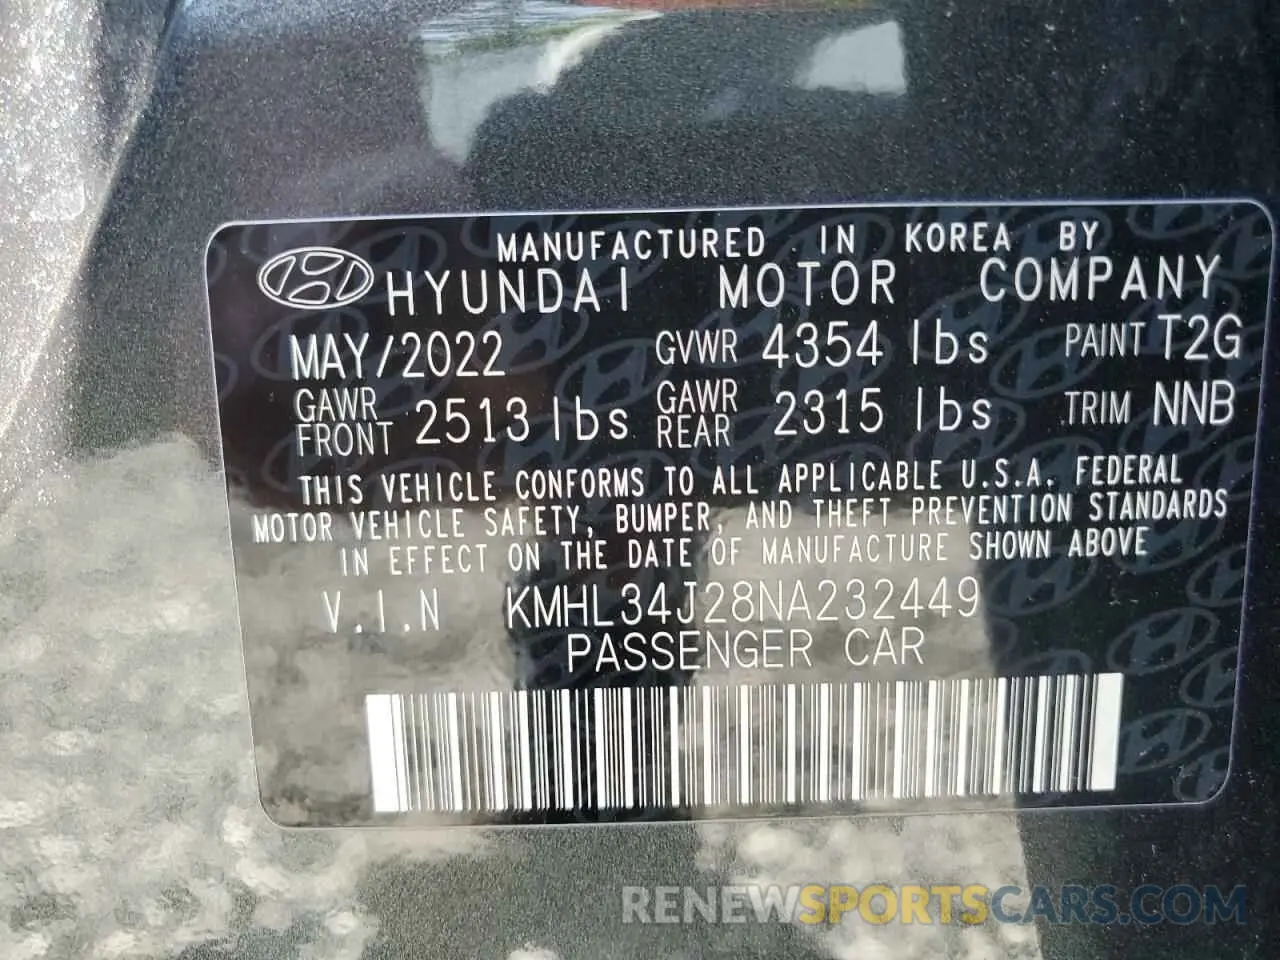 MANUFACTURED IN KOREA BY
HYUNDAI MOTOR COMPANY
MAY/2022 GVWR 4354 lbs PAINT T2G
GAWR FRONT 2513 lbs GAWR REAR 2315 lbs TRIM NNB
THIS VEHICLE CONFORMS TO ALL APPLICABLE U.S.A. FEDERAL
MOTOR VEHICLE SAFETY, BUMPER, AND THEFT PREVENTION STANDARDS
IN EFFECT ON THE DATE OF MANUFACTURE SHOWN ABOVE
V.I.N KMHL34J28NA232449
PASSENGER CAR
RENEWSPORTSCARS.COM